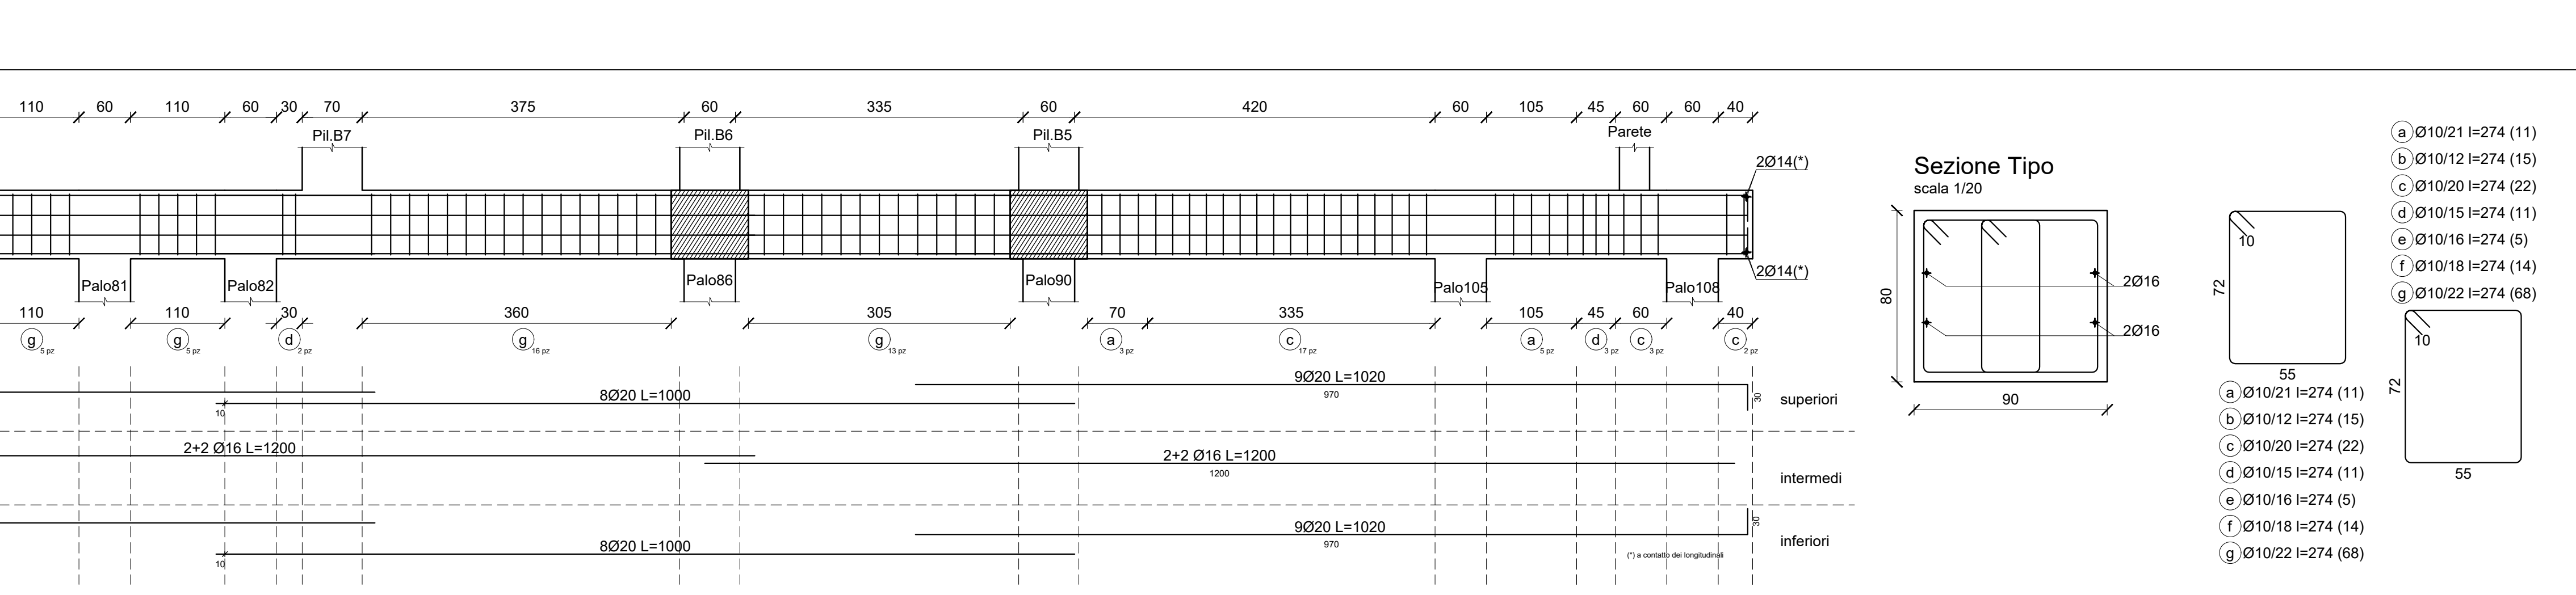 110 60 110 60 30 70 375 60 335 60 420 60 105 45 60 60 40
Pil.B7 Pil.B6 Pil.B5 Parete
2Ø14(*)
Palo81 Palo82 Palo86 Palo90 Palo105 Palo108
2Ø14(*)
110 110 30 360 305 70 335 105 45 60 40
g 5 pz g 5 pz d 2 pz g 16 pz g 13 pz a 3 pz c 17 pz a 5 pz d 3 pz c 3 pz c 2 pz
9Ø20 L=1020
970
30
8Ø20 L=1000
10
superiori
2+2 Ø16 L=1200
2+2 Ø16 L=1200
1200
intermedi
9Ø20 L=1020
970
30
8Ø20 L=1000
10
inferiori
(*) a contatto dei longitudinali
Sezione Tipo
scala 1/20
80
90
2Ø16
2Ø16
10
72
55
a Ø10/21 l=274 (11)
b Ø10/12 l=274 (15)
c Ø10/20 l=274 (22)
d Ø10/15 l=274 (11)
e Ø10/16 l=274 (5)
f Ø10/18 l=274 (14)
g Ø10/22 l=274 (68)
a Ø10/21 l=274 (11)
b Ø10/12 l=274 (15)
c Ø10/20 l=274 (22)
d Ø10/15 l=274 (11)
e Ø10/16 l=274 (5)
f Ø10/18 l=274 (14)
g Ø10/22 l=274 (68)
10
72
55